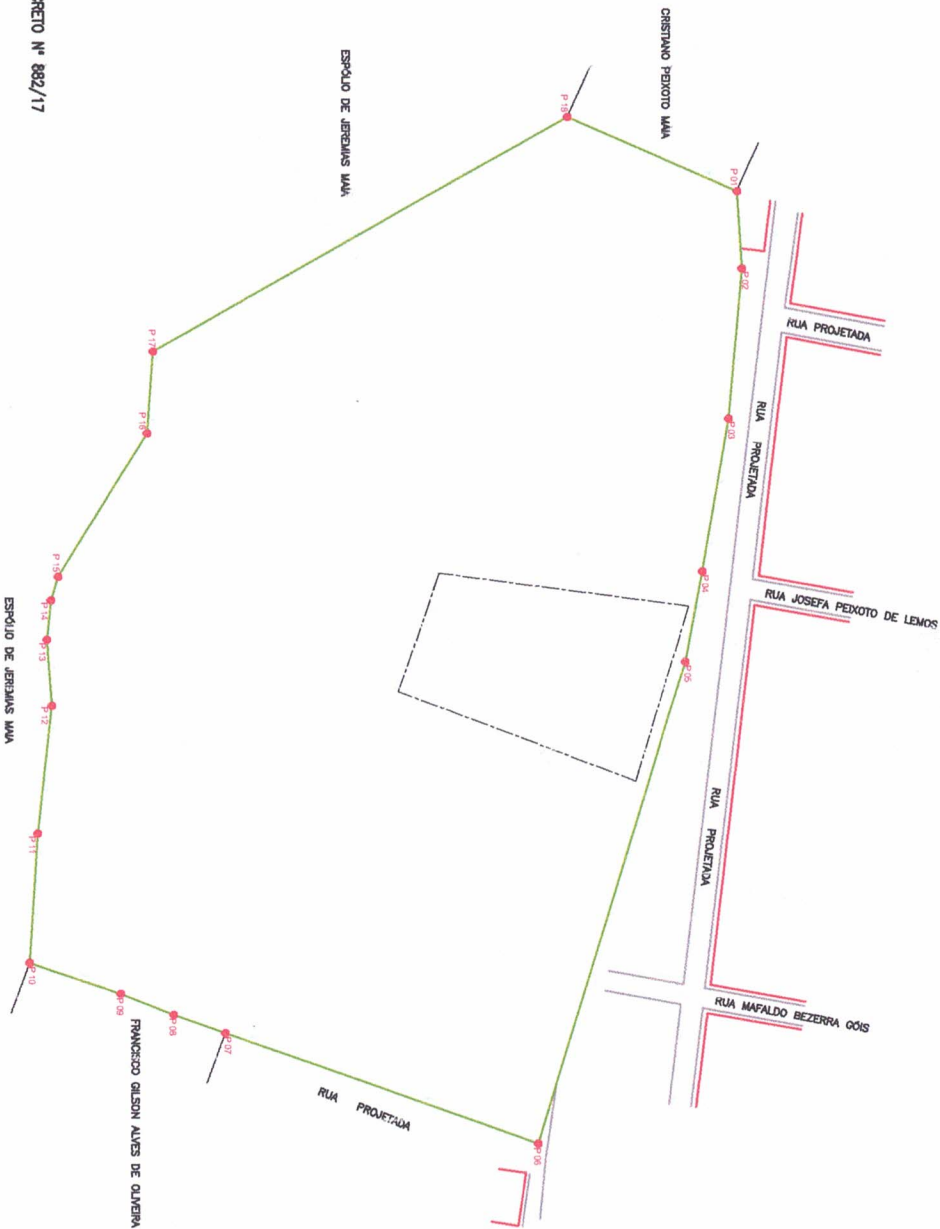 CRISTIANO PEIXOTO MAIA
ESPÓLIO DE JEREMIAS MAIA
RETO Nº 882/17
P 18
P 01
P 02
RUA PROJETADA
P 03
RUA PROJETADA
P 17
P 16
P 04
RUA JOSEFA PEIXOTO DE LEMOS
P 15
P 14
P 13
P 05
P 12
ESPÓLIO DE JEREMIAS MAIA
RUA PROJETADA
P 11
P 10
P 09
P 08
P 07
RUA MAFALDO BEZERRA GÓIS
FRANCISCO GILSON ALVES DE OLIVEIRA
RUA PROJETADA
P 06